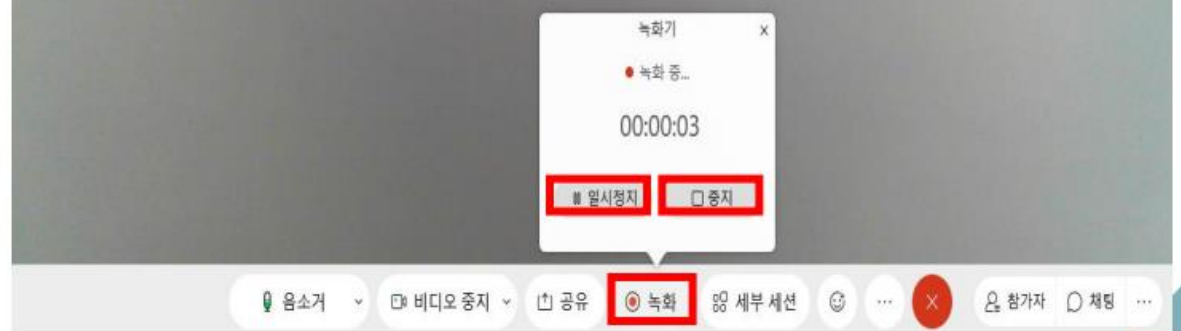 녹화기 x
녹화 중...
00:00:03
일시정지 중지
음소거 비디오 중지 공유 녹화 세부 세션 ... X 참가자 채팅 ...